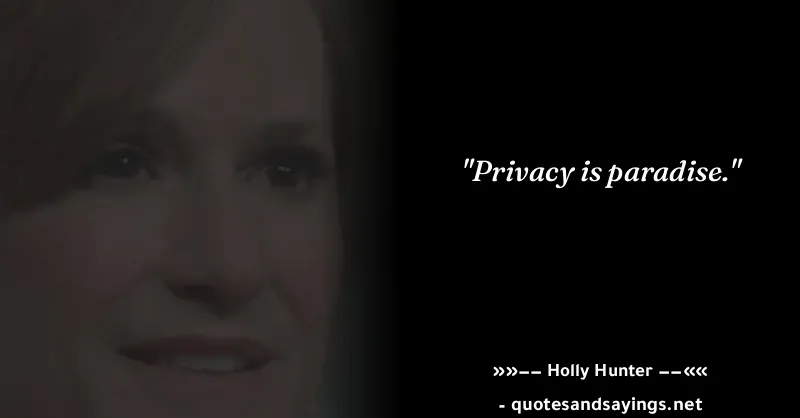 "Privacy is paradise."
»»−− Holly Hunter −−««
- quotesandsayings.net